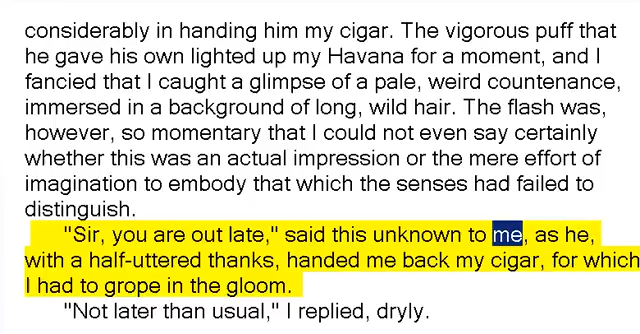 considerably in handing him my cigar. The vigorous puff that
he gave his own lighted up my Havana for a moment, and I
fancied that I caught a glimpse of a pale, weird countenance,
immersed in a background of long, wild hair. The flash was,
however, so momentary that I could not even say certainly
whether this was an actual impression or the mere effort of
imagination to embody that which the senses had failed to
distinguish.
"Sir, you are out late," said this unknown to me, as he,
with a half-uttered thanks, handed me back my cigar, for which
I had to grope in the gloom.
"Not later than usual," I replied, dryly.